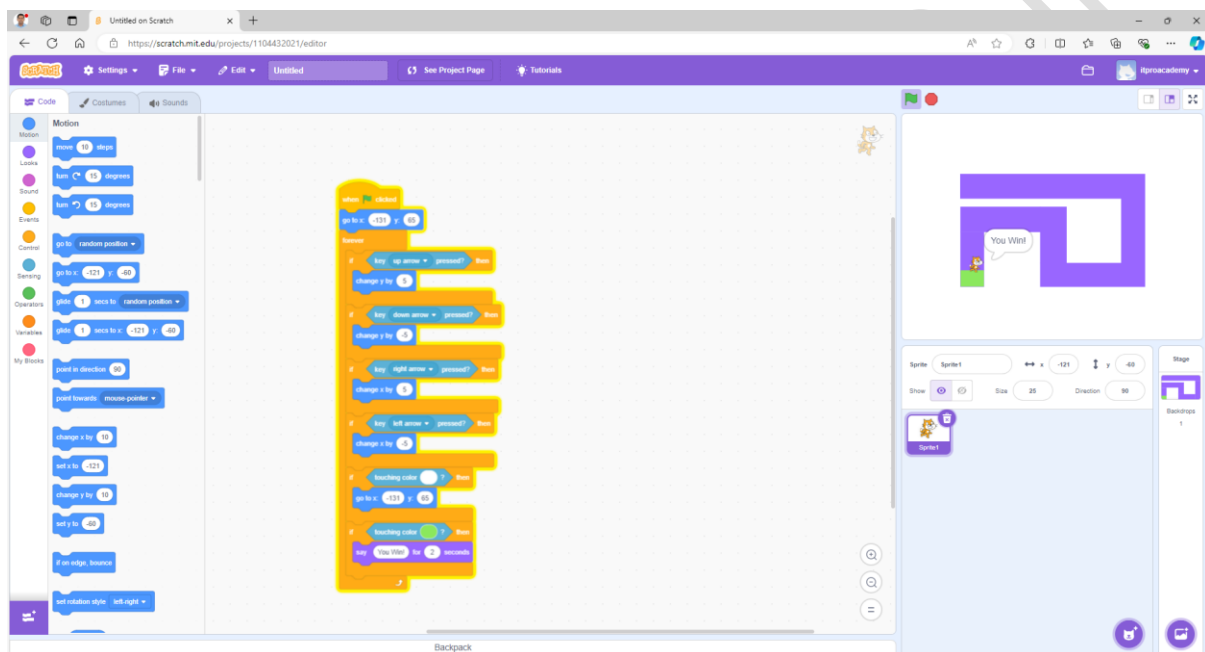 Untitled on Scratch
https://scratch.mit.edu/projects/1104432021/editor
SCRATCH Settings File Edit Untitled See Project Page Tutorials itproacademy
Code Costumes Sounds
Motion
Looks
Sound
Events
Control
Sensing
Operators
Variables
My Blocks
Motion
move 10 steps
turn 15 degrees
turn 15 degrees
go to random position
go to x: -121 y: -60
glide 1 secs to random position
glide 1 secs to x: -121 y: -60
point in direction 90
point towards mouse-pointer
change x by 10
set x to -121
change y by 10
set y to -60
if on edge, bounce
set rotation style left-right
when clicked
go to x: -131 y: 65
forever
if key up arrow pressed? then
change y by 5
if key down arrow pressed? then
change y by -5
if key right arrow pressed? then
change x by 5
if key left arrow pressed? then
change x by -5
if touching color ? then
go to x: -131 y: 65
if touching color ? then
say You Win! for 2 seconds
You Win!
Sprite Sprite1 x -121 y -60
Show Size 25 Direction 90
Sprite1
Stage
Backdrops
1
Backpack